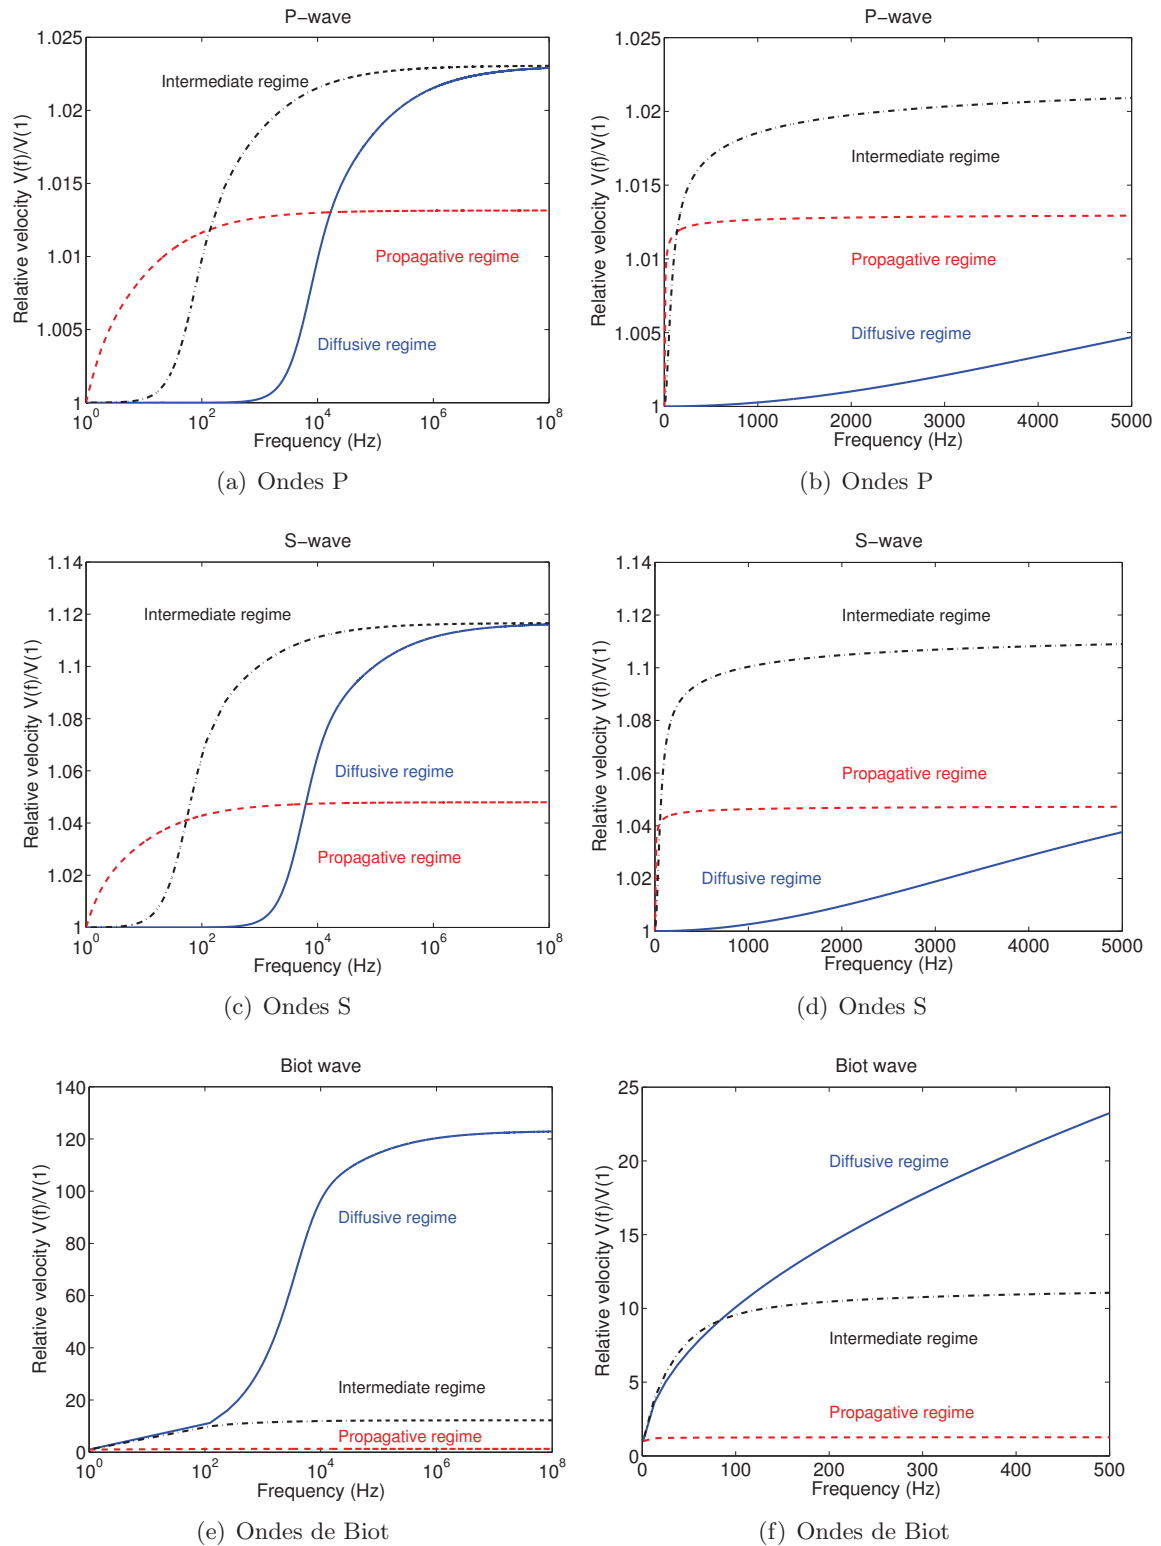 P−wave
1.025
1.02
1.015
1.01
1.005
1
Relative velocity V(f)/V(1)
Intermediate regime
Propagative regime
Diffusive regime
10^0 10^2 10^4 10^6 10^8
Frequency (Hz)
(a) Ondes P
P−wave
1.025
1.02
1.015
1.01
1.005
1
Relative velocity V(f)/V(1)
Intermediate regime
Propagative regime
Diffusive regime
0 1000 2000 3000 4000 5000
Frequency (Hz)
(b) Ondes P
S−wave
1.14
1.12
1.1
1.08
1.06
1.04
1.02
1
Relative velocity V(f)/V(1)
Intermediate regime
Diffusive regime
Propagative regime
10^0 10^2 10^4 10^6 10^8
Frequency (Hz)
(c) Ondes S
S−wave
1.14
1.12
1.1
1.08
1.06
1.04
1.02
1
Relative velocity V(f)/V(1)
Intermediate regime
Propagative regime
Diffusive regime
0 1000 2000 3000 4000 5000
Frequency (Hz)
(d) Ondes S
Biot wave
140
120
100
80
60
40
20
0
Relative velocity V(f)/V(1)
Diffusive regime
Intermediate regime
Propagative regime
10^0 10^2 10^4 10^6 10^8
Frequency (Hz)
(e) Ondes de Biot
Biot wave
25
20
15
10
5
0
Relative velocity V(f)/V(1)
Diffusive regime
Intermediate regime
Propagative regime
0 100 200 300 400 500
Frequency (Hz)
(f) Ondes de Biot